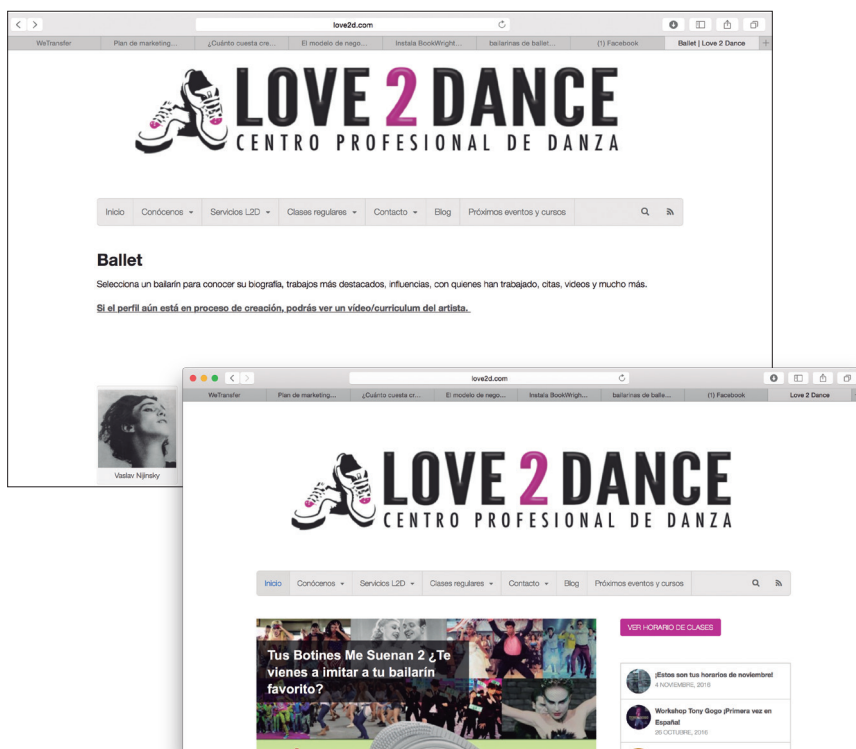 love2d.com
WeTransfer
Plan de marketing...
¿Cuánto cuesta cre...
El modelo de nego...
Instala BookWright...
bailarinas de ballet...
(1) Facebook
Ballet | Love 2 Dance
LOVE 2 DANCE
CENTRO PROFESIONAL DE DANZA
Inicio
Conócenos
Servicios L2D
Clases regulares
Contacto
Blog
Próximos eventos y cursos
Ballet
Selecciona un bailarín para conocer su biografía, trabajos más destacados, influencias, con quienes han trabajado, citas, videos y mucho más.
Si el perfil aún está en proceso de creación, podrás ver un vídeo/curriculum del artista.
Vaslav Nijinsky
love2d.com
WeTransfer
Plan de marketing...
¿Cuánto cuesta cr...
El modelo de nego...
Instala BookWrigh...
bailarinas de balle...
(1) Facebook
Love 2 Dance
LOVE 2 DANCE
CENTRO PROFESIONAL DE DANZA
Inicio
Conócenos
Servicios L2D
Clases regulares
Contacto
Blog
Próximos eventos y cursos
Tus Botines Me Suenan 2 ¿Te
vienes a imitar a tu bailarín
favorito?
VER HORARIO DE CLASES
¡Estos son tus horarios de noviembre!
4 NOVIEMBRE, 2016
Workshop Tony Gogo ¡Primera vez en
España!
26 OCTUBRE, 2016